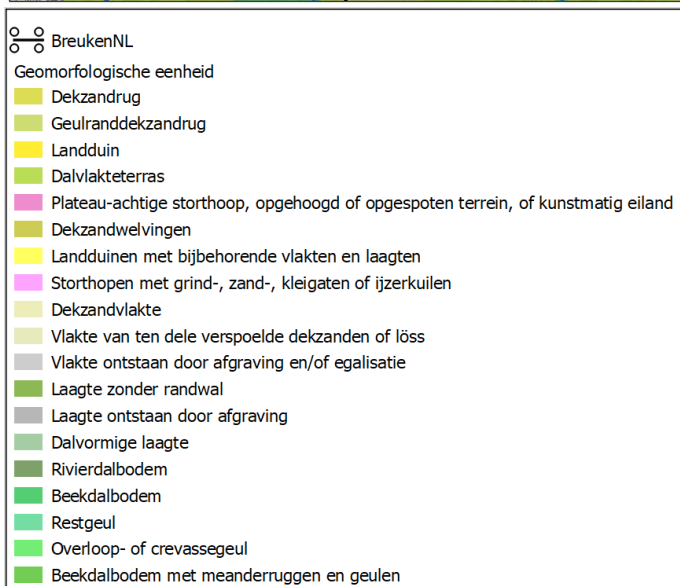 BreukenNL
Geomorfologische eenheid
Dekzandrug
Geulranddekzandrug
Landduin
Dalvlakteterras
Plateau-achtige storthoop, opgehoogd of opgespoten terrein, of kunstmatig eiland
Dekzandwelvingen
Landduinen met bijbehorende vlakten en laagten
Storthopen met grind-, zand-, kleigaten of ijzerkuilen
Dekzandvlakte
Vlakte van ten dele verspoelde dekzanden of löss
Vlakte ontstaan door afgraving en/of egalisatie
Laagte zonder randwal
Laagte ontstaan door afgraving
Dalvormige laagte
Rivierdalbodem
Beekdalbodem
Restgeul
Overloop- of crevassegeul
Beekdalbodem met meanderruggen en geulen